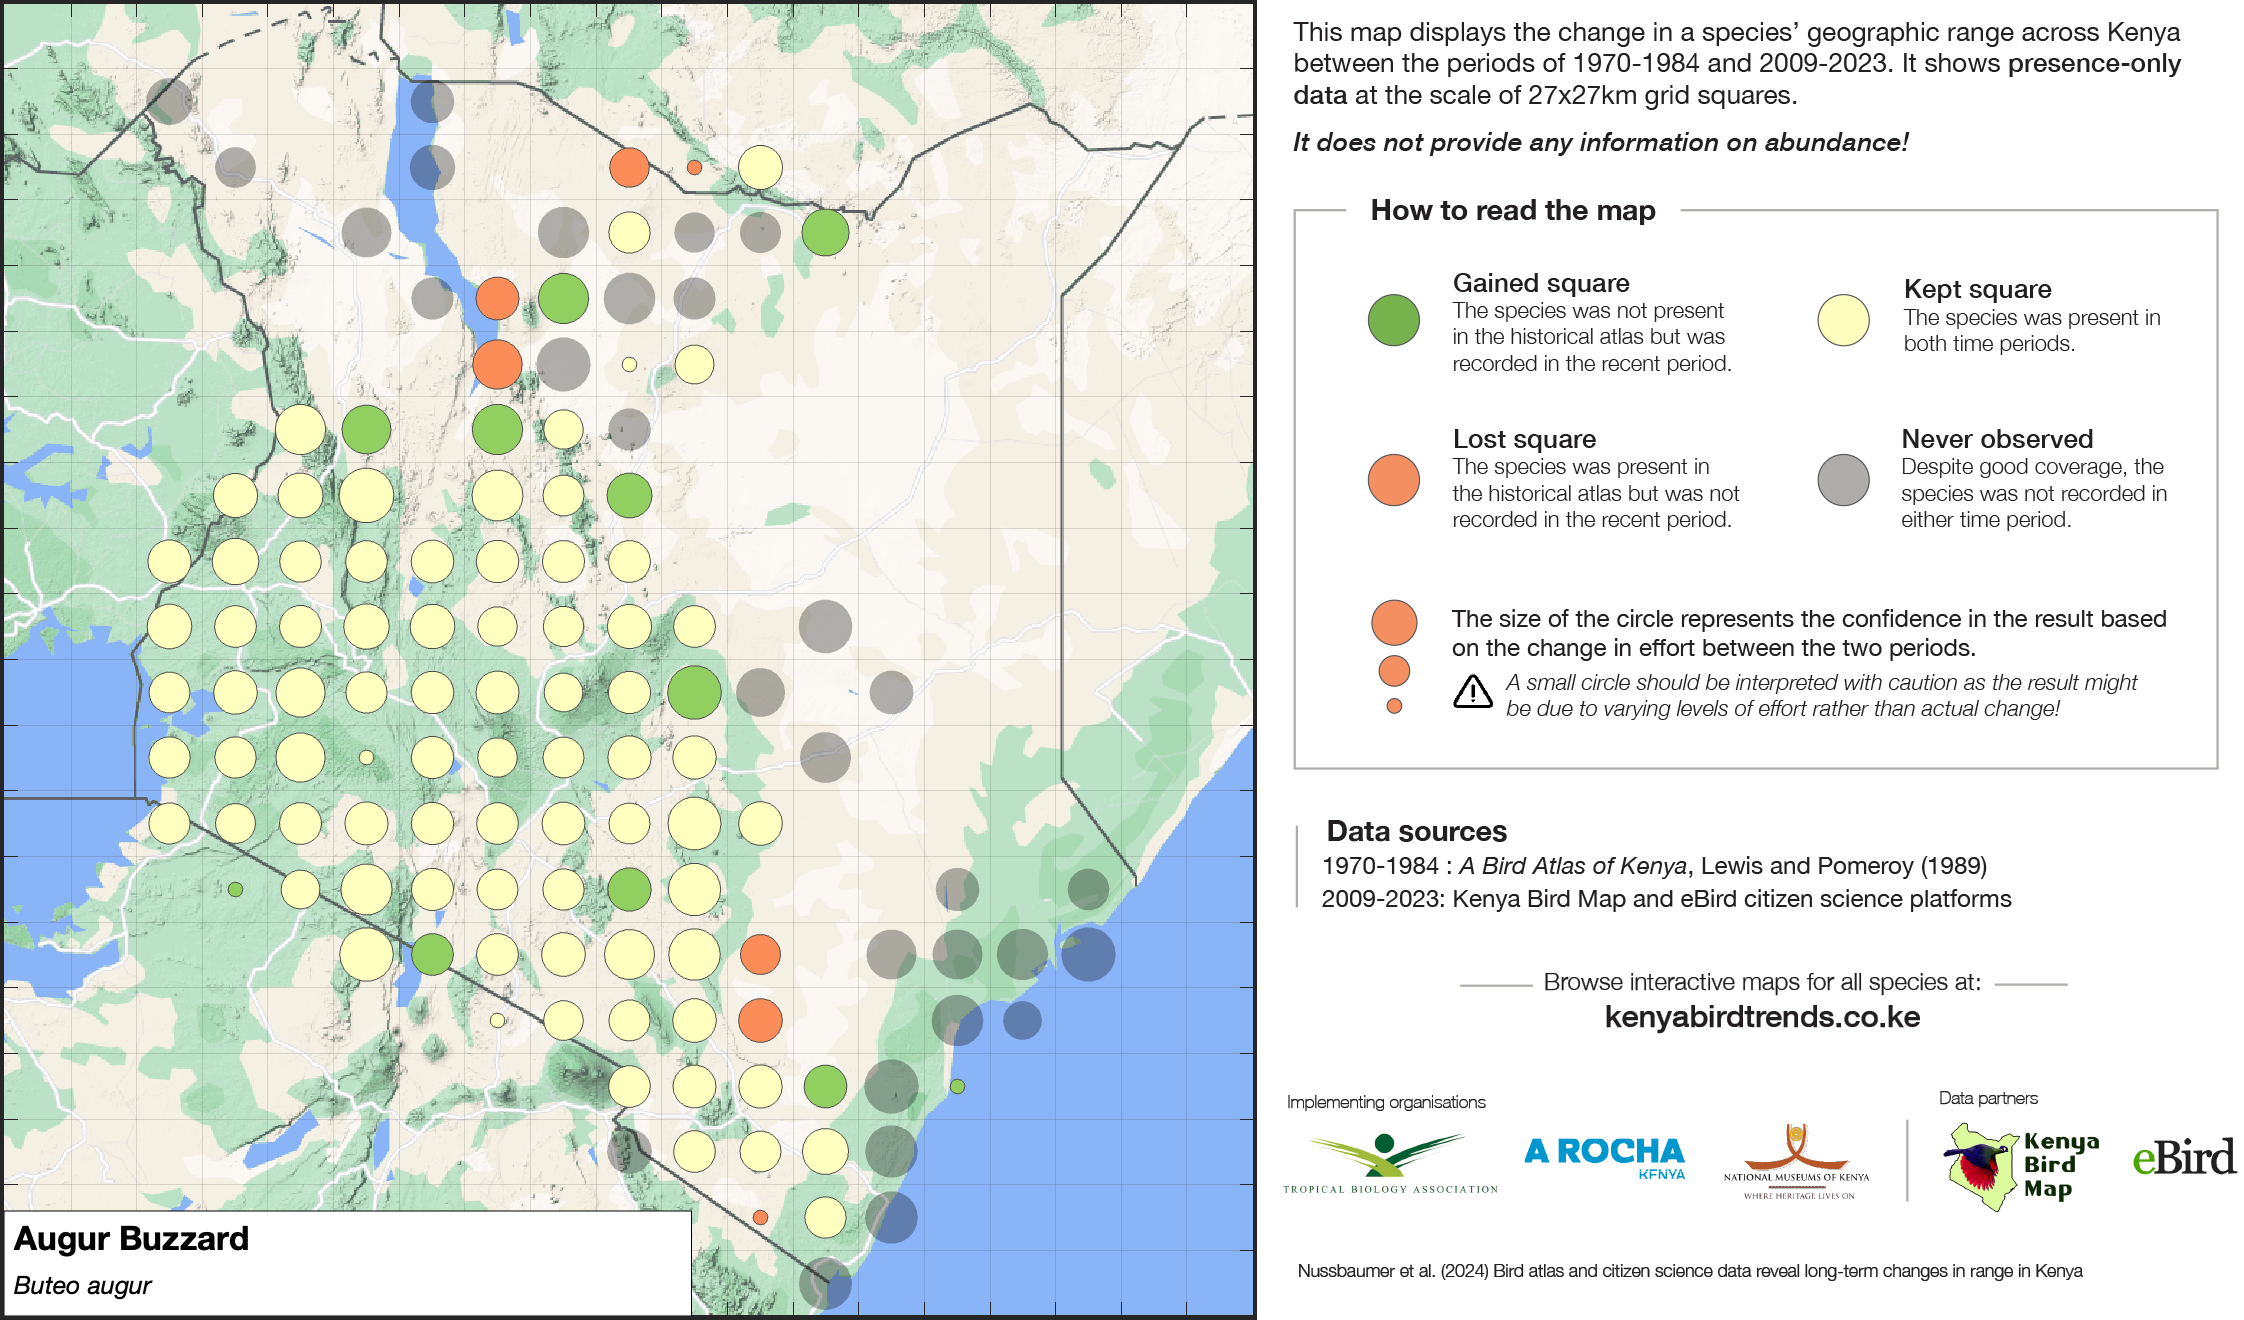 This map displays the change in a species’ geographic range across Kenya
between the periods of 1970-1984 and 2009-2023. It shows presence-only
data at the scale of 27x27km grid squares.
It does not provide any information on abundance!
How to read the map
Gained square
The species was not present
in the historical atlas but was
recorded in the recent period.
Kept square
The species was present in
both time periods.
Lost square
The species was present in
the historical atlas but was not
recorded in the recent period.
Never observed
Despite good coverage, the
species was not recorded in
either time period.
The size of the circle represents the confidence in the result based
on the change in effort between the two periods.
A small circle should be interpreted with caution as the result might
be due to varying levels of effort rather than actual change!
Data sources
1970-1984 : A Bird Atlas of Kenya, Lewis and Pomeroy (1989)
2009-2023: Kenya Bird Map and eBird citizen science platforms
Browse interactive maps for all species at:
kenyabirdtrends.co.ke
Implementing organisations
Data partners
TROPICAL BIOLOGY ASSOCIATION
A ROCHA
KENYA
NATIONAL MUSEUMS OF KENYA
WHERE HERITAGE LIVES ON
Kenya
Bird
Map
eBird
Augur Buzzard
Buteo augur
Nussbaumer et al. (2024) Bird atlas and citizen science data reveal long-term changes in range in Kenya